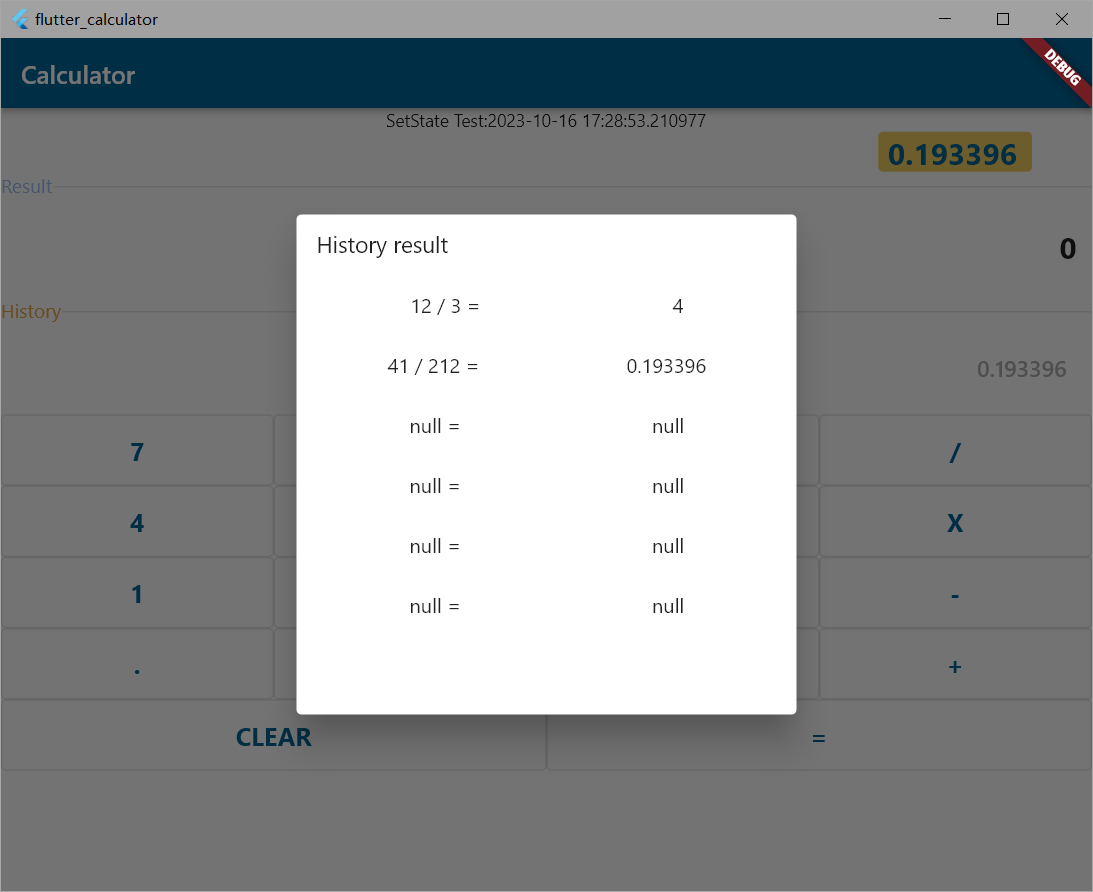 flutter_calculator
Calculator
DEBUG
SetState Test:2023-10-16 17:28:53.210977
0.193396
Result
0
History
0.193396
History result
12 / 3 = 4
41 / 212 = 0.193396
null = null
null = null
null = null
null = null
7 /
4 X
1 -
. +
CLEAR =